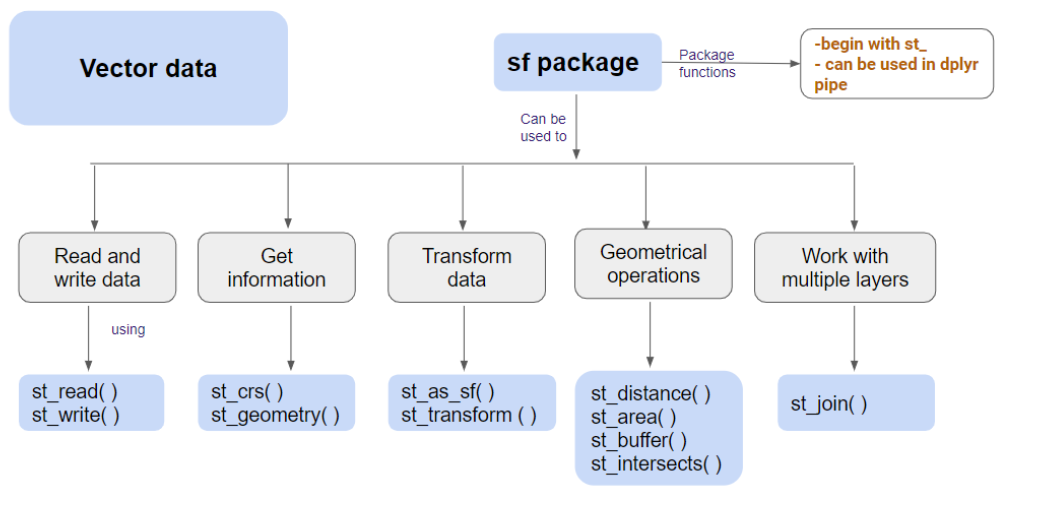 Vector data
sf package
Package
functions
-begin with st_
- can be used in dplyr
pipe
Can be
used to
Read and
write data
Get
information
Transform
data
Geometrical
operations
Work with
multiple layers
using
st_read( )
st_write( )
st_crs( )
st_geometry( )
st_as_sf( )
st_transform ( )
st_distance( )
st_area( )
st_buffer( )
st_intersects( )
st_join( )